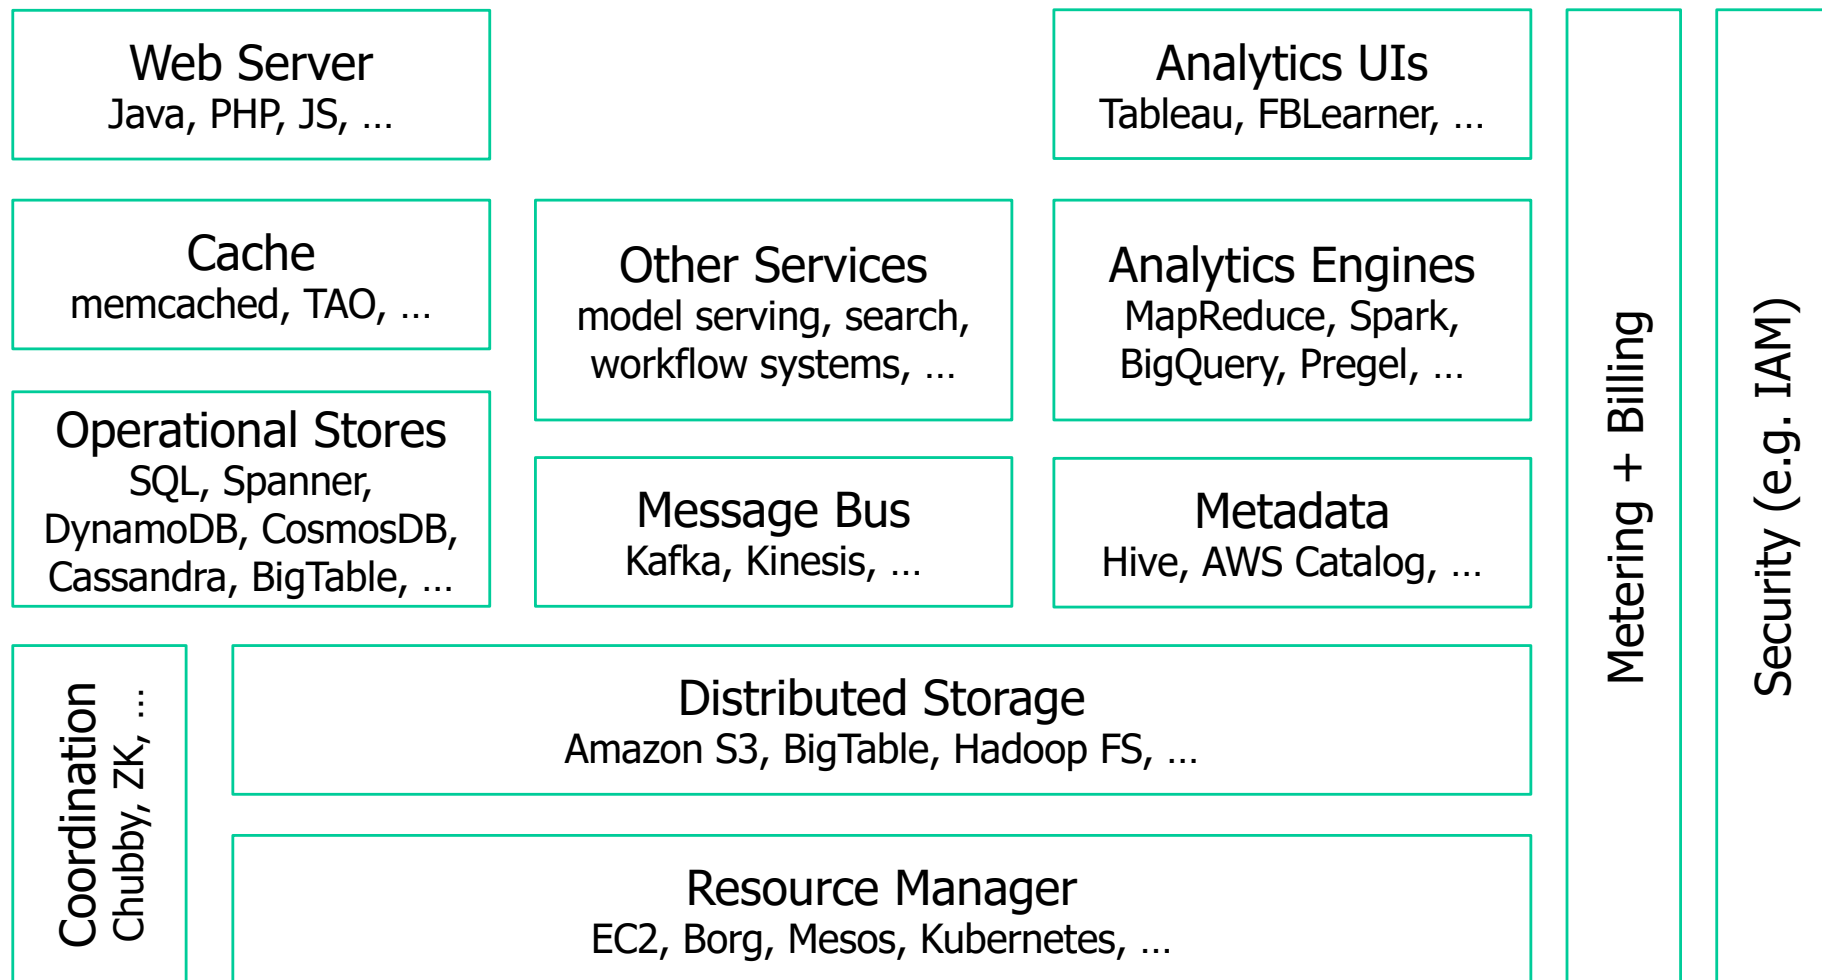 Web Server
Java, PHP, JS, …
Analytics UIs
Tableau, FBLearner, …
Cache
memcached, TAO, …
Other Services
model serving, search,
workflow systems, …
Analytics Engines
MapReduce, Spark,
BigQuery, Pregel, …
Operational Stores
SQL, Spanner,
DynamoDB, CosmosDB,
Cassandra, BigTable, …
Message Bus
Kafka, Kinesis, …
Metadata
Hive, AWS Catalog, …
Coordination
Chubby, ZK, …
Distributed Storage
Amazon S3, BigTable, Hadoop FS, …
Resource Manager
EC2, Borg, Mesos, Kubernetes, …
Metering + Billing
Security (e.g. IAM)